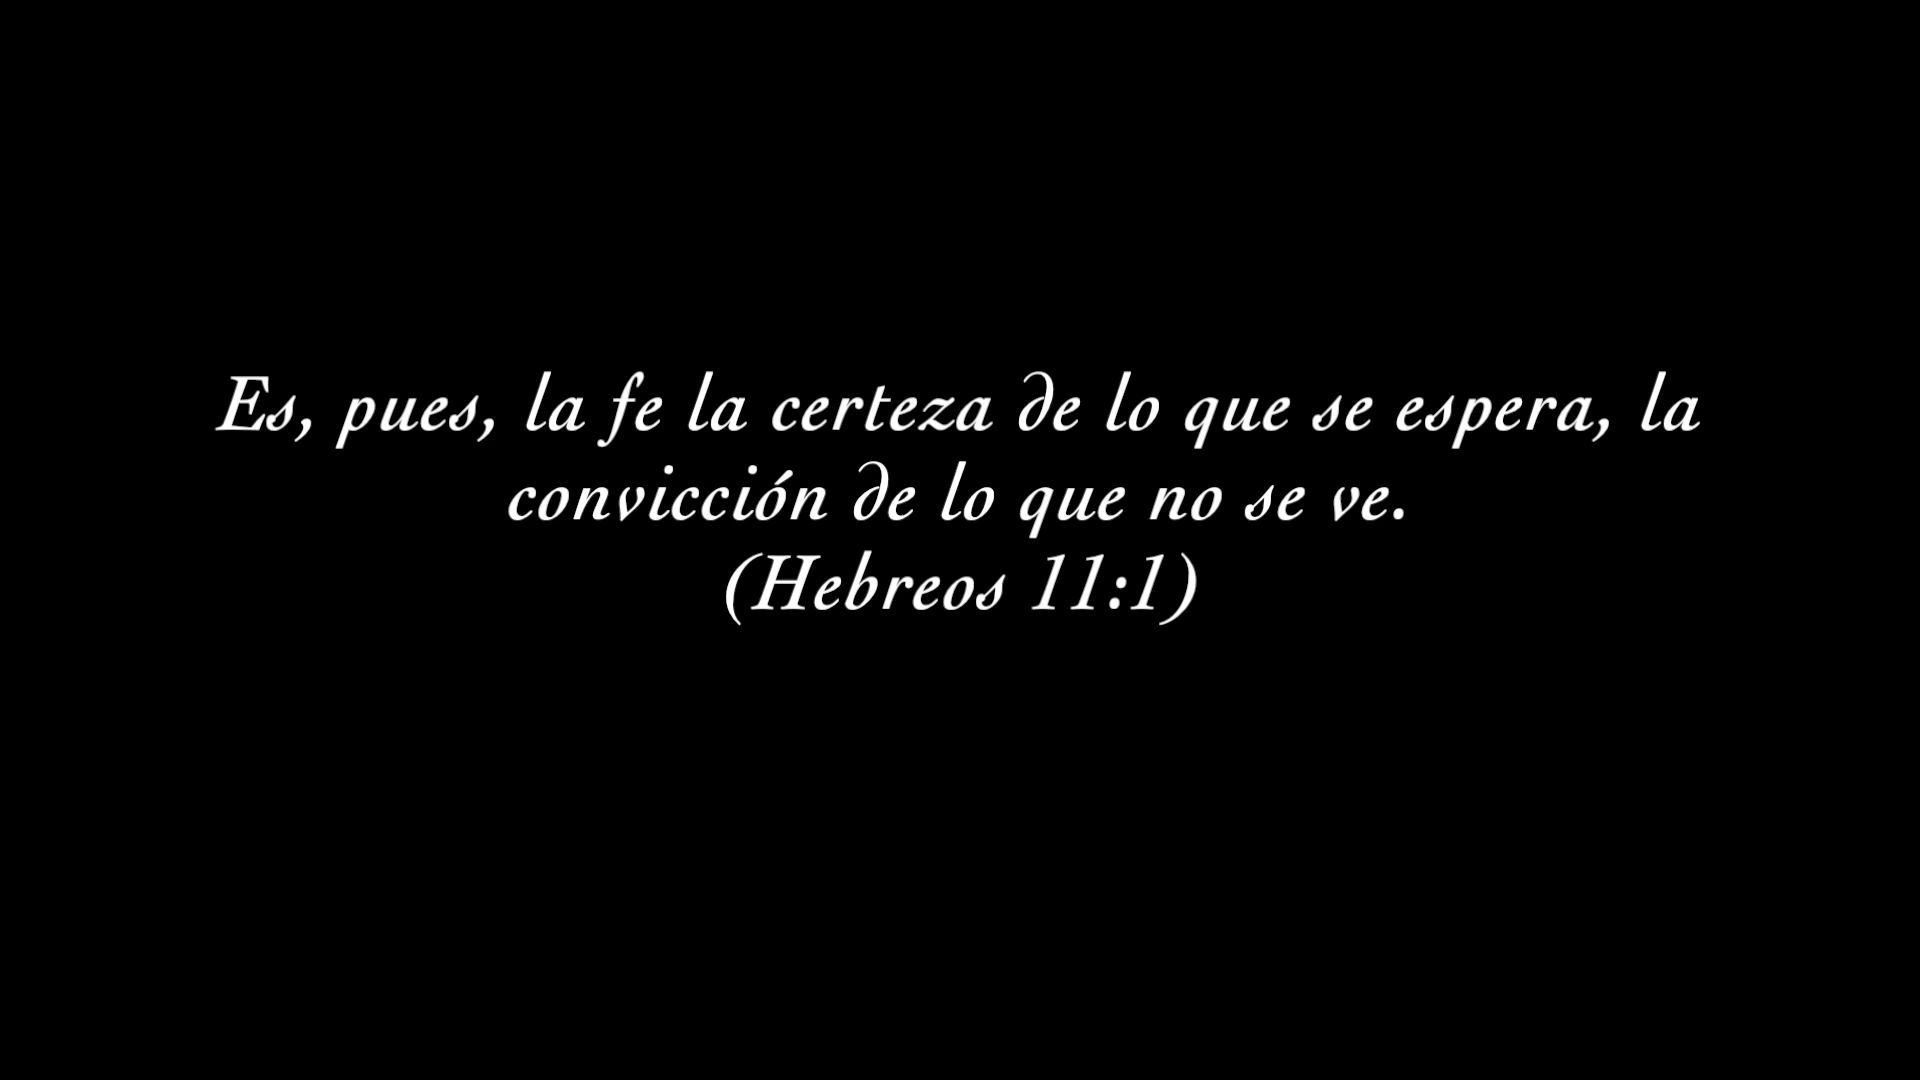 Es, pues, la fe la certeza de lo que se espera, la
convicción de lo que no se ve.
(Hebreos 11:1)